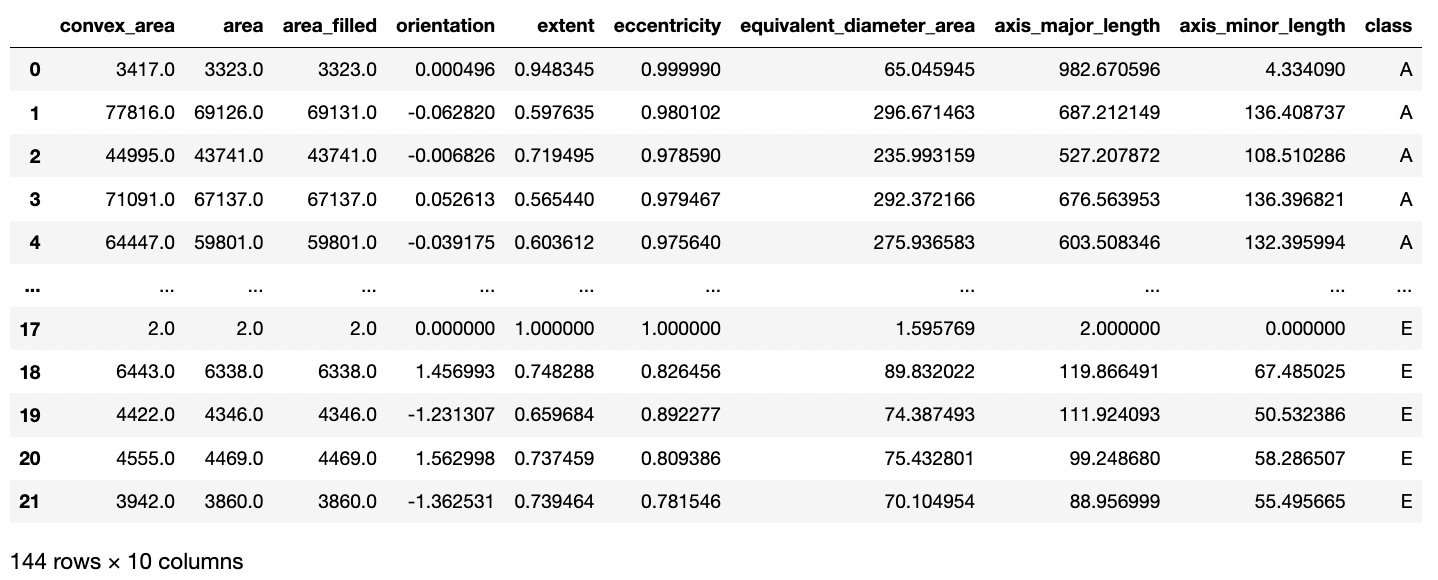 convex_area area area_filled orientation extent eccentricity equivalent_diameter_area axis_major_length axis_minor_length class
0 3417.0 3323.0 3323.0 0.000496 0.948345 0.999990 65.045945 982.670596 4.334090 A
1 77816.0 69126.0 69131.0 -0.062820 0.597635 0.980102 296.671463 687.212149 136.408737 A
2 44995.0 43741.0 43741.0 -0.006826 0.719495 0.978590 235.993159 527.207872 108.510286 A
3 71091.0 67137.0 67137.0 0.052613 0.565440 0.979467 292.372166 676.563953 136.396821 A
4 64447.0 59801.0 59801.0 -0.039175 0.603612 0.975640 275.936583 603.508346 132.395994 A
... ... ... ... ... ... ... ... ... ... ...
17 2.0 2.0 2.0 0.000000 1.000000 1.000000 1.595769 2.000000 0.000000 E
18 6443.0 6338.0 6338.0 1.456993 0.748288 0.826456 89.832022 119.866491 67.485025 E
19 4422.0 4346.0 4346.0 -1.231307 0.659684 0.892277 74.387493 111.924093 50.532386 E
20 4555.0 4469.0 4469.0 1.562998 0.737459 0.809386 75.432801 99.248680 58.286507 E
21 3942.0 3860.0 3860.0 -1.362531 0.739464 0.781546 70.104954 88.956999 55.495665 E
144 rows × 10 columns